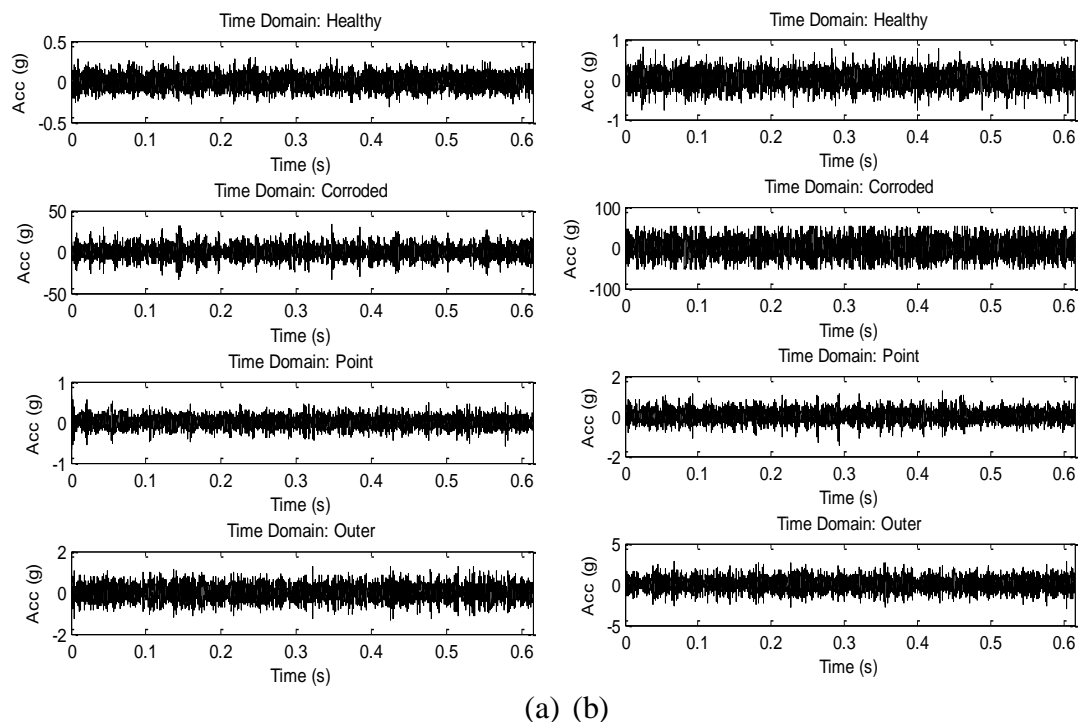 Time Domain: Healthy
0.5
0
-0.5
Acc (g)
0 0.1 0.2 0.3 0.4 0.5 0.6
Time (s)
Time Domain: Corroded
50
0
-50
Acc (g)
0 0.1 0.2 0.3 0.4 0.5 0.6
Time (s)
Time Domain: Point
1
0
-1
Acc (g)
0 0.1 0.2 0.3 0.4 0.5 0.6
Time (s)
Time Domain: Outer
2
0
-2
Acc (g)
0 0.1 0.2 0.3 0.4 0.5 0.6
Time (s)
Time Domain: Healthy
1
0
-1
Acc (g)
0 0.1 0.2 0.3 0.4 0.5 0.6
Time (s)
Time Domain: Corroded
100
0
-100
Acc (g)
0 0.1 0.2 0.3 0.4 0.5 0.6
Time (s)
Time Domain: Point
2
0
-2
Acc (g)
0 0.1 0.2 0.3 0.4 0.5 0.6
Time (s)
Time Domain: Outer
5
0
-5
Acc (g)
0 0.1 0.2 0.3 0.4 0.5 0.6
Time (s)
(a) (b)